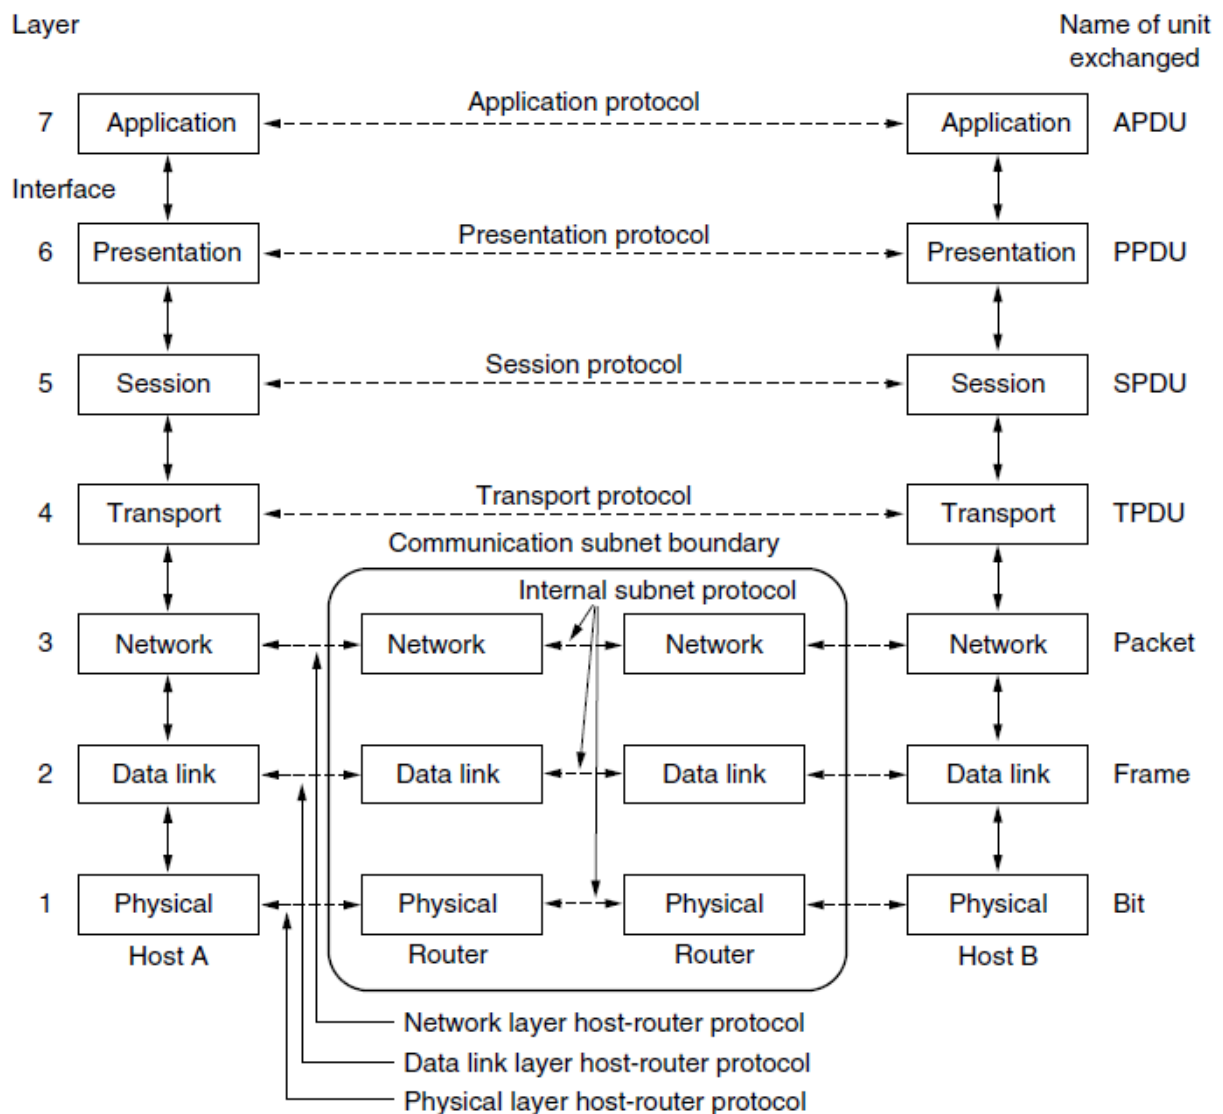 Layer
Name of unit
exchanged
Application protocol
7 Application Application APDU
Interface
Presentation protocol
6 Presentation Presentation PPDU
Session protocol
5 Session Session SPDU
Transport protocol
4 Transport Transport TPDU
Communication subnet boundary
Internal subnet protocol
3 Network Network Network Network Packet
2 Data link Data link Data link Data link Frame
1 Physical Physical Physical Physical Bit
Host A Router Router Host B
Network layer host-router protocol
Data link layer host-router protocol
Physical layer host-router protocol